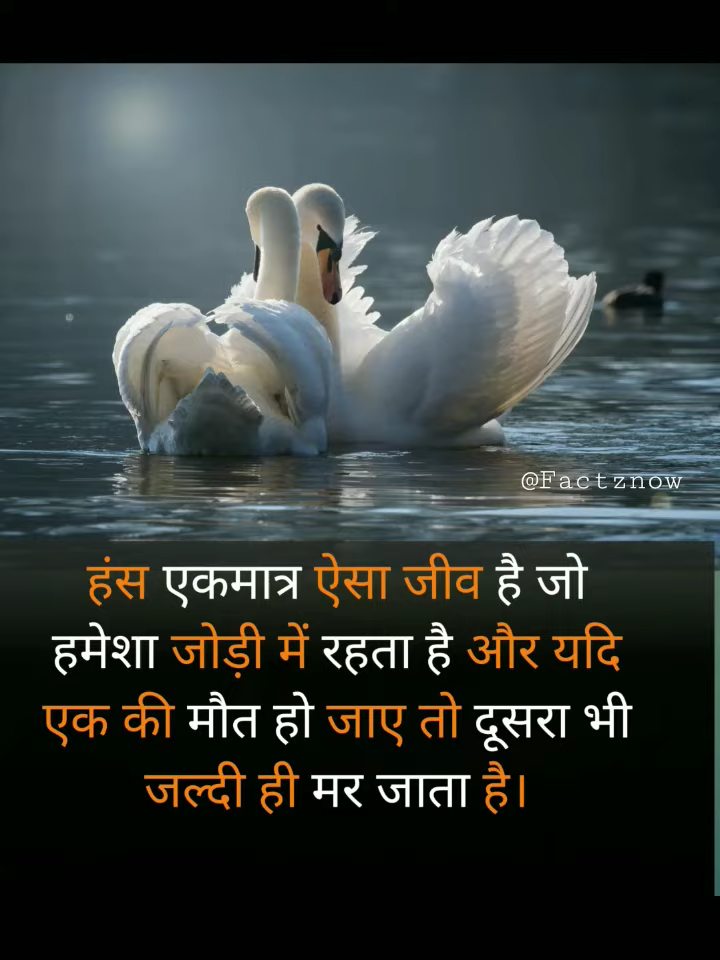 @Factznow
हंस एकमात्र ऐसा जीव है जो
हमेशा जोड़ी में रहता है और यदि
एक की मौत हो जाए तो दूसरा भी
जल्दी ही मर जाता है।